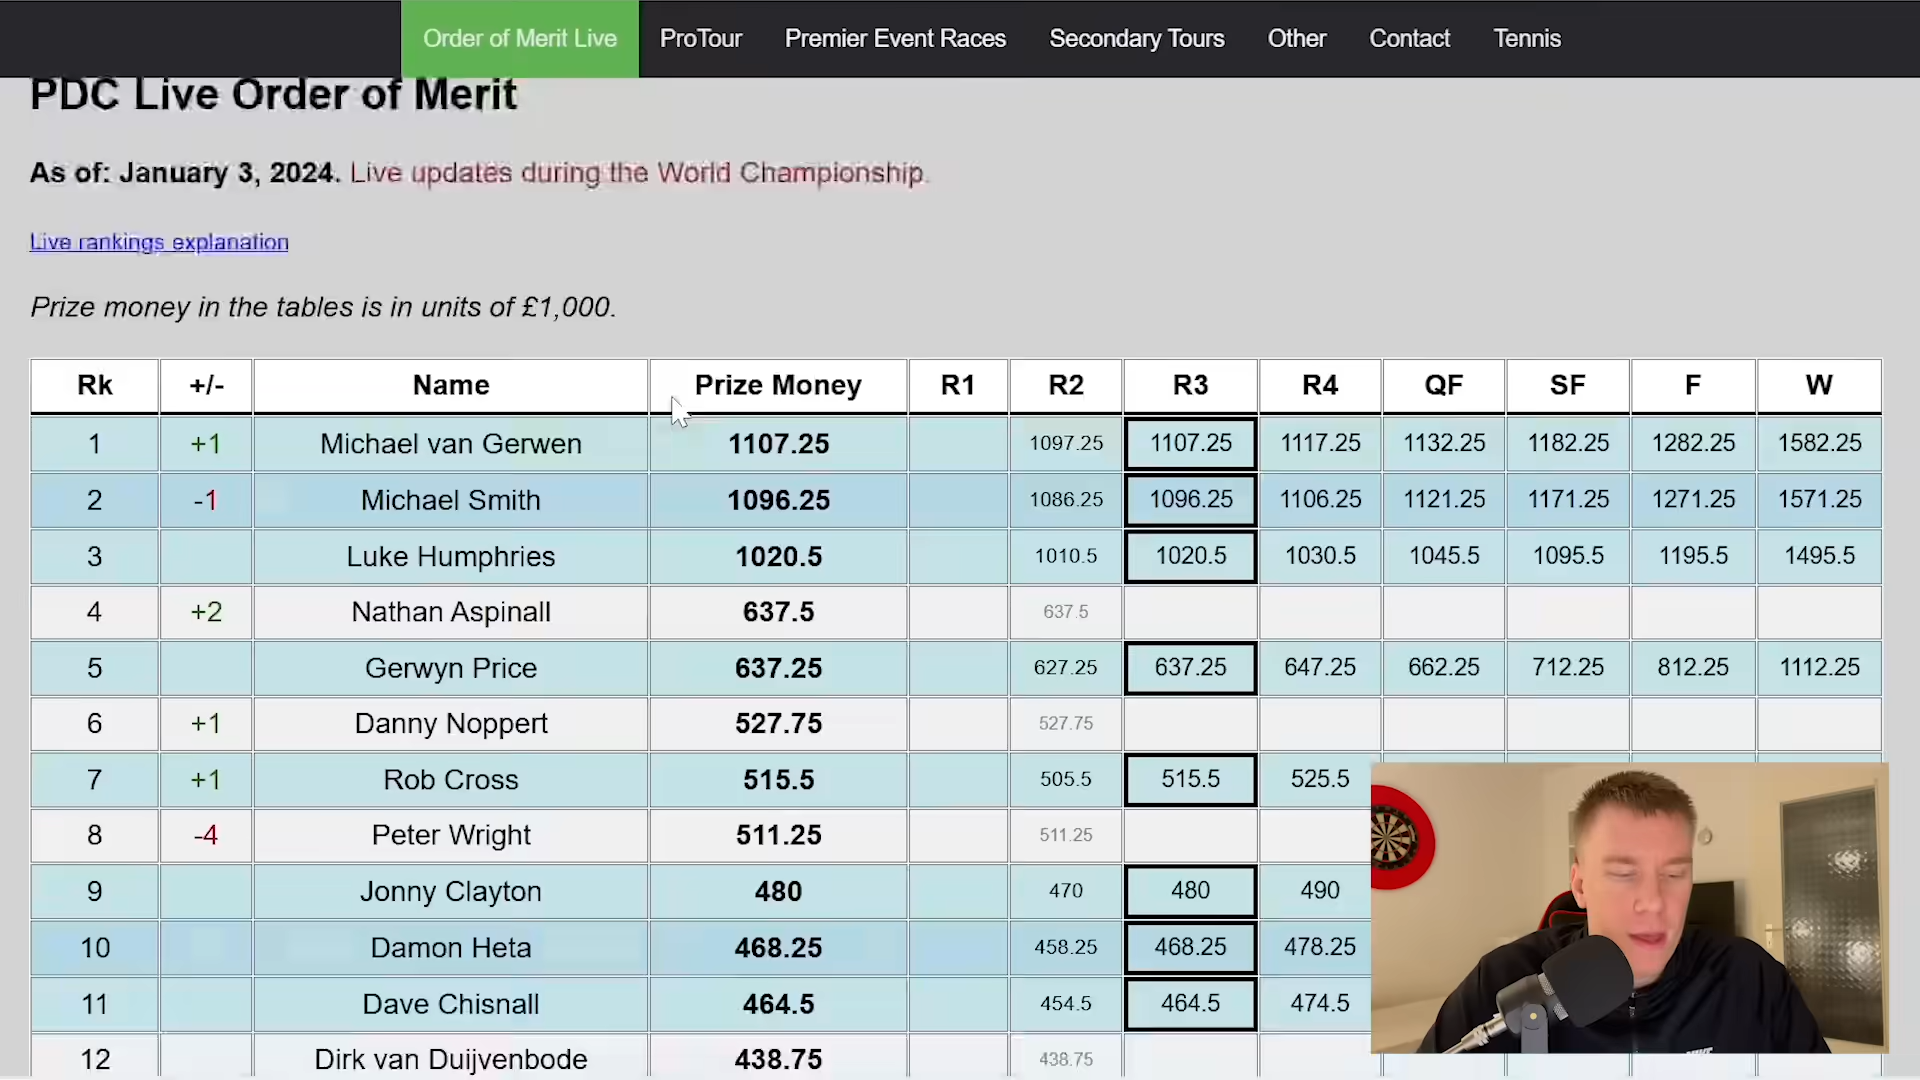 Order of Merit Live ProTour Premier Event Races Secondary Tours Other Contact Tennis
PDC Live Order of Merit
As of: January 3, 2024. Live updates during the World Championship.
Live rankings explanation
Prize money in the tables is in units of £1,000.
Rk +/- Name Prize Money R1 R2 R3 R4 QF SF F W
1 +1 Michael van Gerwen 1107.25 1097.25 1107.25 1117.25 1132.25 1182.25 1282.25 1582.25
2 -1 Michael Smith 1096.25 1086.25 1096.25 1106.25 1121.25 1171.25 1271.25 1571.25
3 Luke Humphries 1020.5 1010.5 1020.5 1030.5 1045.5 1095.5 1195.5 1495.5
4 +2 Nathan Aspinall 637.5 637.5
5 Gerwyn Price 637.25 627.25 637.25 647.25 662.25 712.25 812.25 1112.25
6 +1 Danny Noppert 527.75 527.75
7 +1 Rob Cross 515.5 505.5 515.5 525.5
8 -4 Peter Wright 511.25 511.25
9 Jonny Clayton 480 470 480 490
10 Damon Heta 468.25 458.25 468.25 478.25
11 Dave Chisnall 464.5 454.5 464.5 474.5
12 Dirk van Duijvenbode 438.75 438.75